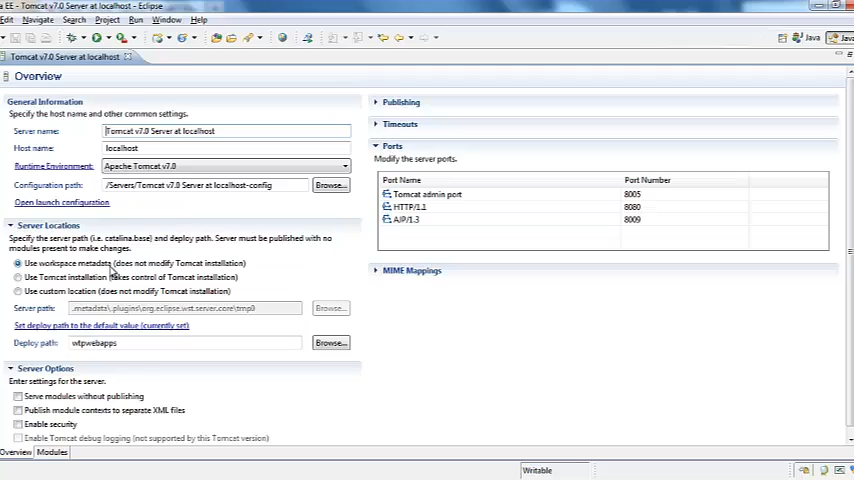 a EE - Tomcat v7.0 Server at localhost - Eclipse
Edit Navigate Search Project Run Window Help
Java Java
Tomcat v7.0 Server at localhost
Overview
General Information
Specify the host name and other common settings.
Server name: Tomcat v7.0 Server at localhost
Host name: localhost
Runtime Environment: Apache Tomcat v7.0
Configuration path: /Servers/Tomcat v7.0 Server at localhost-config Browse...
Open launch configuration
Server Locations
Specify the server path (i.e. catalina.base) and deploy path. Server must be published with no
modules present to make changes.
Use workspace metadata (does not modify Tomcat installation)
Use Tomcat installation (takes control of Tomcat installation)
Use custom location (does not modify Tomcat installation)
Server path: .metadata\.plugins\org.eclipse.wst.server.core\tmp0 Browse...
Set deploy path to the default value (currently set)
Deploy path: wtpwebapps Browse...
Server Options
Enter settings for the server.
Serve modules without publishing
Publish module contexts to separate XML files
Enable security
Enable Tomcat debug logging (not supported by this Tomcat version)
Overview Modules
Publishing
Timeouts
Ports
Modify the server ports.
Port Name Port Number
Tomcat admin port 8005
HTTP/1.1 8080
AJP/1.3 8009
MIME Mappings
Writable